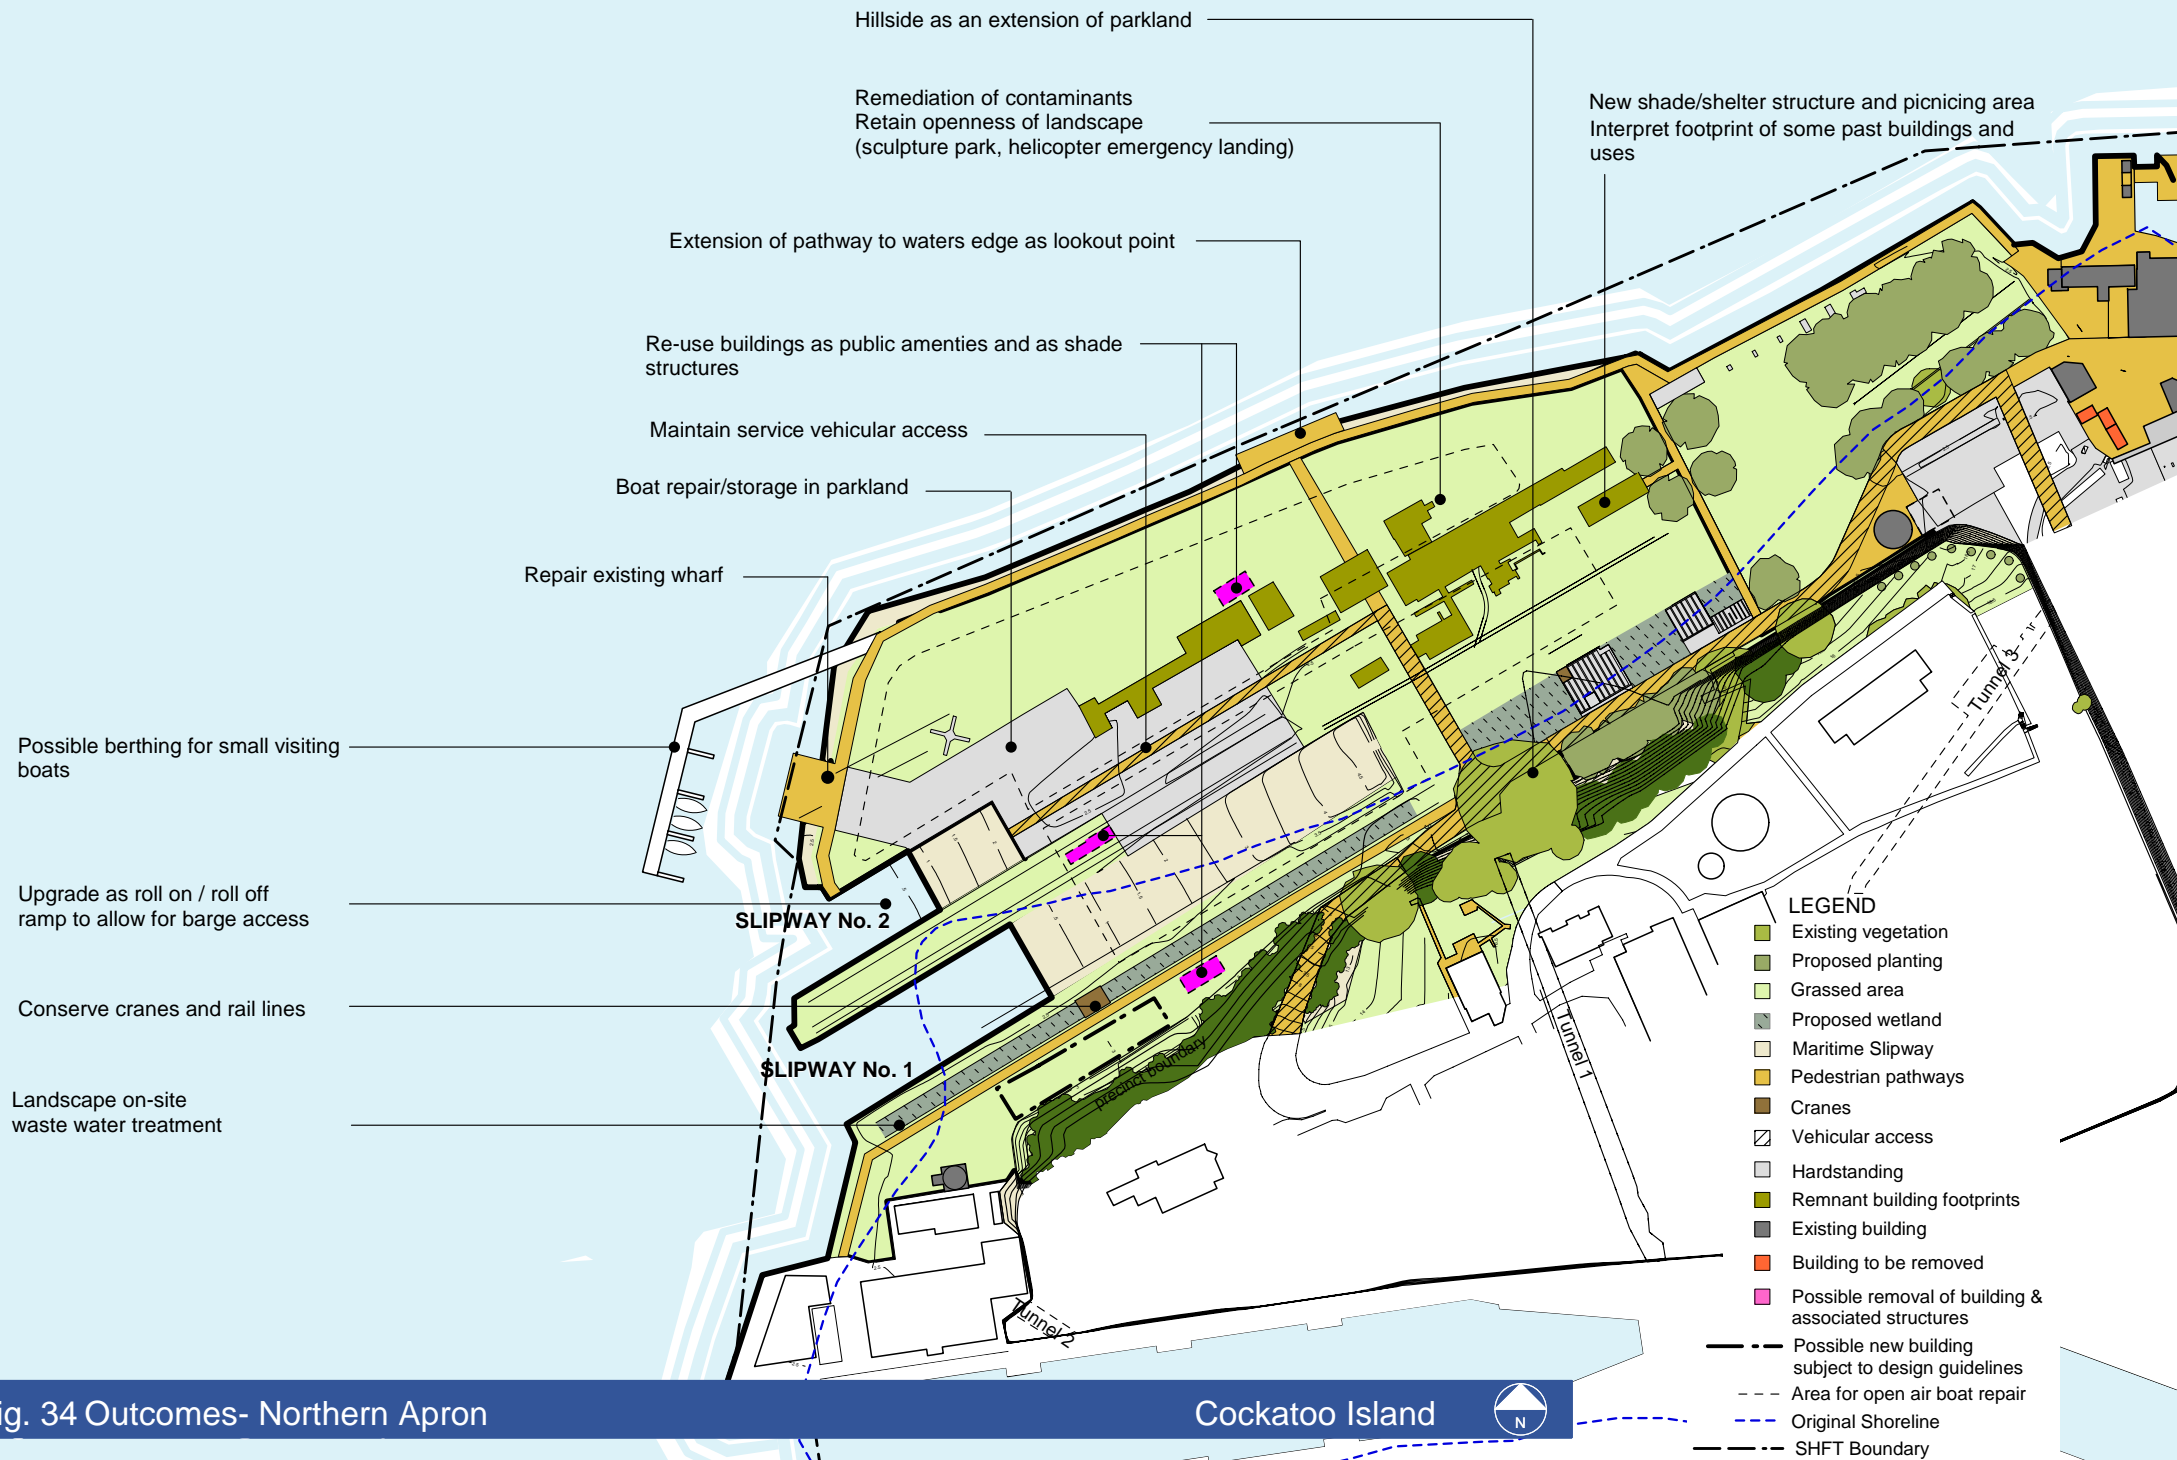 Hillside as an extension of parkland
Remediation of contaminants
Retain openness of landscape
(sculpture park, helicopter emergency landing)
New shade/shelter structure and picnicing area
Interpret footprint of some past buildings and
uses
Extension of pathway to waters edge as lookout point
Re-use buildings as public amenties and as shade
structures
Maintain service vehicular access
Boat repair/storage in parkland
Repair existing wharf
Possible berthing for small visiting
boats
Upgrade as roll on / roll off
ramp to allow for barge access
SLIPWAY No. 2
Conserve cranes and rail lines
SLIPWAY No. 1
Landscape on-site
waste water treatment
precinct boundary
Tunnel 1
Tunnel 2
Tunnel 3
LEGEND
Existing vegetation
Proposed planting
Grassed area
Proposed wetland
Maritime Slipway
Pedestrian pathways
Cranes
Vehicular access
Hardstanding
Remnant building footprints
Existing building
Building to be removed
Possible removal of building &
associated structures
Possible new building
subject to design guidelines
Area for open air boat repair
Original Shoreline
SHFT Boundary
ig. 34 Outcomes- Northern Apron
Cockatoo Island
N